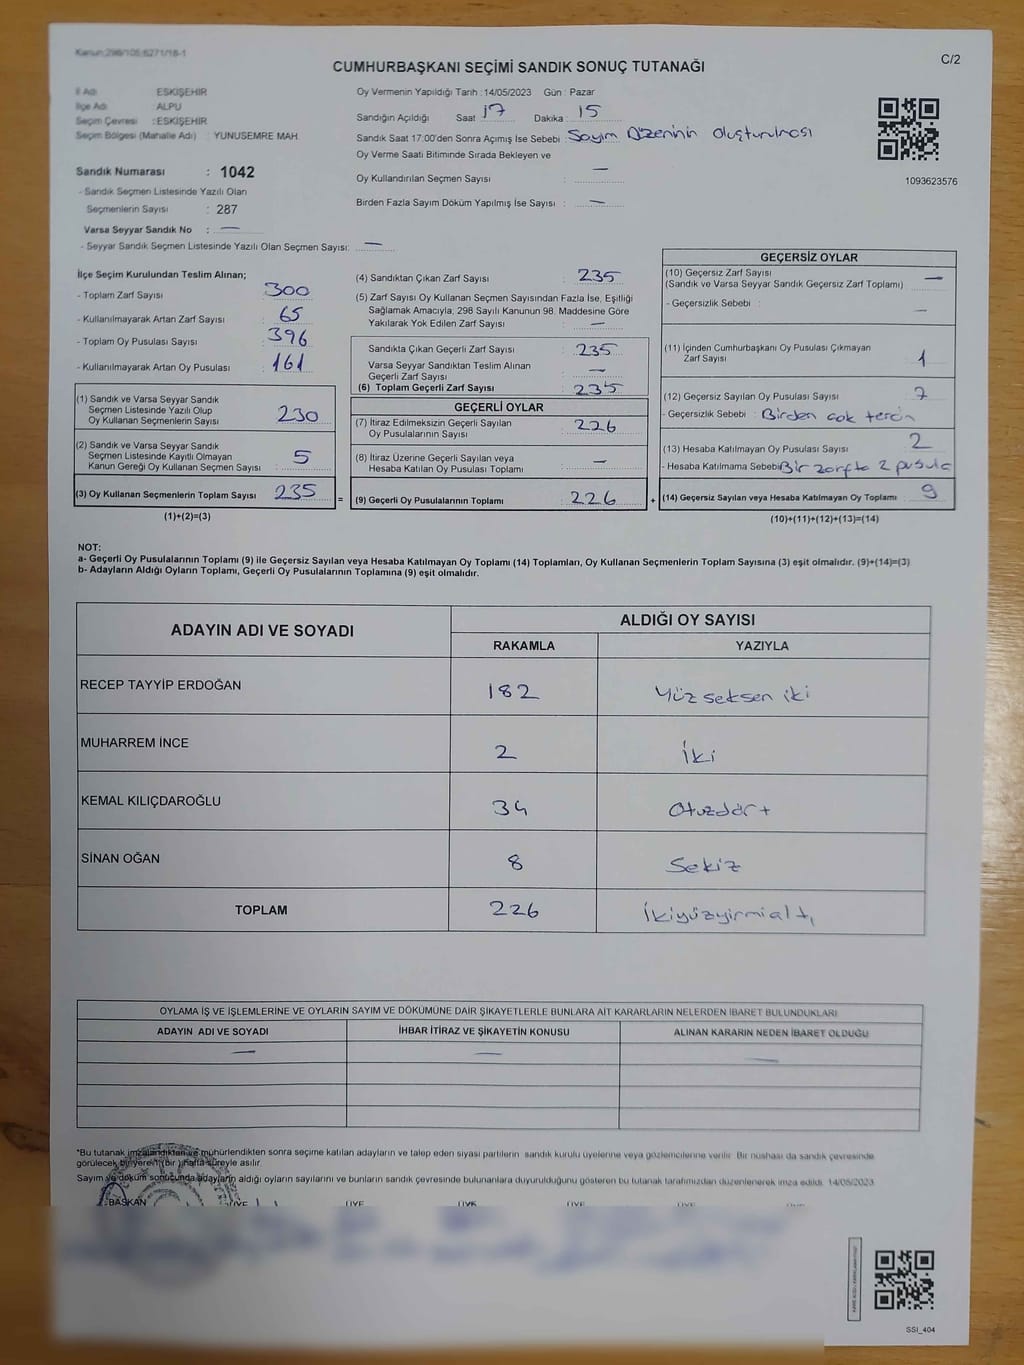 Kanun:298/105;6271/18-1
C/2
CUMHURBAŞKANI SEÇİMİ SANDIK SONUÇ TUTANAĞI
İl Adı : ESKİŞEHİR
İlçe Adı : ALPU
Seçim Çevresi : ESKİŞEHİR
Seçim Bölgesi (Mahalle Adı) : YUNUSEMRE MAH.
Sandık Numarası : 1042
- Sandık Seçmen Listesinde Yazılı Olan
Seçmenlerin Sayısı : 287
Varsa Seyyar Sandık No : —
- Seyyar Sandık Seçmen Listesinde Yazılı Olan Seçmen Sayısı: —
Oy Vermenin Yapıldığı Tarih : 14/05/2023 Gün : Pazar
Sandığın Açıldığı Saat : 17 Dakika : 15
Sandık Saat 17:00'den Sonra Açımış İse Sebebi : Sayım Düzeninin oluşturulması
Oy Verme Saati Bitiminde Sırada Bekleyen ve
Oy Kullandırılan Seçmen Sayısı : —
Birden Fazla Sayım Döküm Yapılmış İse Sayısı : —
1093623576
İlçe Seçim Kurulundan Teslim Alınan;
- Toplam Zarf Sayısı : 300
- Kullanılmayarak Artan Zarf Sayısı : 65
- Toplam Oy Pusulası Sayısı : 396
- Kullanılmayarak Artan Oy Pusulası : 161
(1) Sandık ve Varsa Seyyar Sandık
Seçmen Listesinde Yazılı Olup
Oy Kullanan Seçmenlerin Sayısı : 230
(2) Sandık ve Varsa Seyyar Sandık
Seçmen Listesinde Kayıtlı Olmayan
Kanun Gereği Oy Kullanan Seçmen Sayısı : 5
(3) Oy Kullanan Seçmenlerin Toplam Sayısı : 235 =
(1)+(2)=(3)
(4) Sandıktan Çıkan Zarf Sayısı : 235
(5) Zarf Sayısı Oy Kullanan Seçmen Sayısından Fazla İse, Eşitliği
Sağlamak Amacıyla, 298 Sayılı Kanunun 98. Maddesine Göre
Yakılarak Yok Edilen Zarf Sayısı : —
Sandıkta Çıkan Geçerli Zarf Sayısı : 235
Varsa Seyyar Sandıktan Teslim Alınan
Geçerli Zarf Sayısı : —
(6) Toplam Geçerli Zarf Sayısı : 235
GEÇERLİ OYLAR
(7) İtiraz Edilmeksizin Geçerli Sayılan
Oy Pusulalarının Sayısı : 226
(8) İtiraz Üzerine Geçerli Sayılan veya
Hesaba Katılan Oy Pusulası Toplamı : —
(9) Geçerli Oy Pusulalarının Toplamı : 226 +
GEÇERSİZ OYLAR
(10) Geçersiz Zarf Sayısı : —
(Sandık ve Varsa Seyyar Sandık Geçersiz Zarf Toplamı)
- Geçersizlik Sebebi : —
(11) İçinden Cumhurbaşkanı Oy Pusulası Çıkmayan
Zarf Sayısı : 1
(12) Geçersiz Sayılan Oy Pusulası Sayısı : 7
- Geçersizlik Sebebi : Birden çok tercih
(13) Hesaba Katılmayan Oy Pusulası Sayısı : 2
- Hesaba Katılmama Sebebi: Bir zarfta 2 pusula
(14) Geçersiz Sayılan veya Hesaba Katılmayan Oy Toplamı : 9
(10)+(11)+(12)+(13)=(14)
NOT:
a- Geçerli Oy Pusulalarının Toplamı (9) ile Geçersiz Sayılan veya Hesaba Katılmayan Oy Toplamı (14) Toplamları, Oy Kullanan Seçmenlerin Toplam Sayısına (3) eşit olmalıdır. (9)+(14)=(3)
b- Adayların Aldığı Oyların Toplamı, Geçerli Oy Pusulalarının Toplamına (9) eşit olmalıdır.
ADAYIN ADI VE SOYADI ALDIĞI OY SAYISI
RAKAMLA YAZIYLA
RECEP TAYYİP ERDOĞAN 182 Yüz seksen iki
MUHARREM İNCE 2 İki
KEMAL KILIÇDAROĞLU 34 Otuzdört
SİNAN OĞAN 8 Sekiz
TOPLAM 226 İkiyüzyirmialtı
OYLAMA İŞ VE İŞLEMLERİNE VE OYLARIN SAYIM VE DÖKÜMÜNE DAİR ŞİKAYETLERLE BUNLARA AİT KARARLARIN NELERDEN İBARET BULUNDUKLARI
ADAYIN ADI VE SOYADI İHBAR İTİRAZ VE ŞİKAYETİN KONUSU ALINAN KARARIN NEDEN İBARET OLDUĞU
— — —
*Bu tutanak imzalandıktan ve mühürlendikten sonra seçime katılan adayların ve talep eden siyasi partilerin sandık kurulu üyelerine veya gözlemcilerine verilir. Bir nüshası da sandık çevresinde
görülecek bir yere (bir) hafta süreyle asılır.
Sayım ve döküm sonucunda adayların aldığı oyların sayılarını ve bunların sandık çevresinde bulunanlara duyurulduğunu gösteren bu tutanak tarafımızdan düzenlenerek imza edildi. 14/05/2023
BAŞKAN ÜYE ÜYE ÜYE ÜYE ÜYE ÜYE
SSI_404